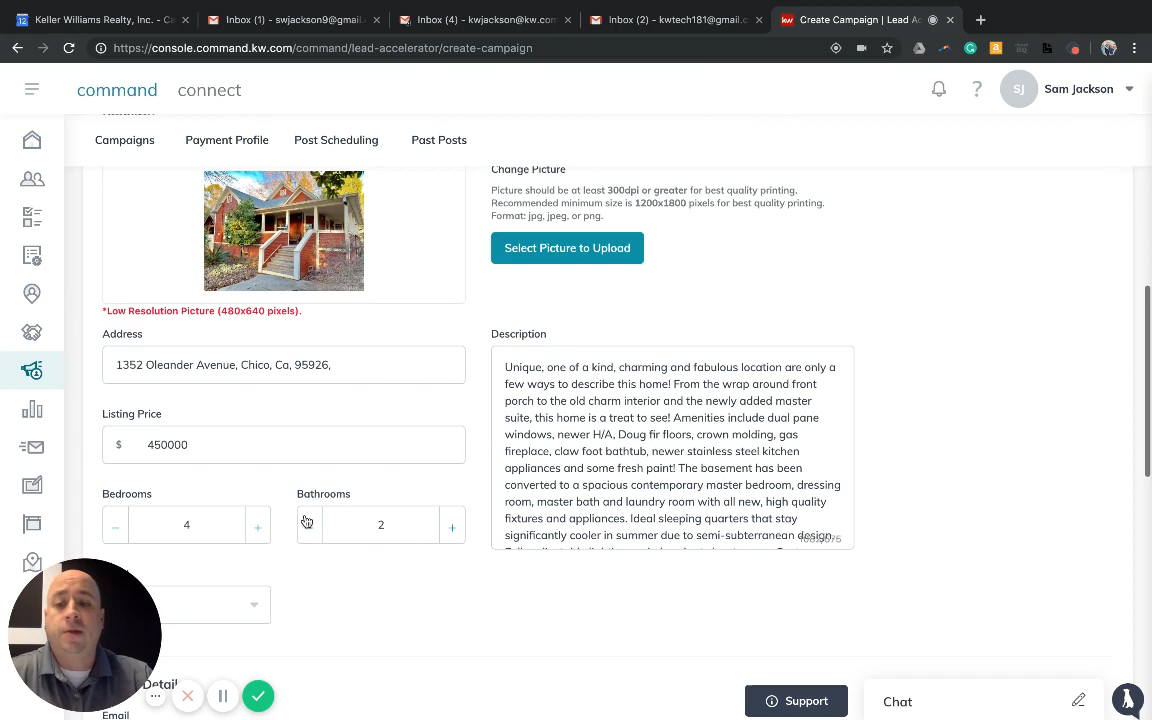 Keller Williams Realty, Inc. - Ca
Inbox (1) - swjackson9@gmail.
Inbox (4) - kwjackson@kw.com
Inbox (2) - kwtech181@gmail.c
Create Campaign | Lead Ac
https://console.command.kw.com/command/lead-accelerator/create-campaign
command
connect
SJ
Sam Jackson
Campaigns
Payment Profile
Post Scheduling
Past Posts
Change Picture
Picture should be at least 300dpi or greater for best quality printing.
Recommended minimum size is 1200x1800 pixels for best quality printing.
Format: jpg, jpeg, or png.
Select Picture to Upload
*Low Resolution Picture (480x640 pixels).
Address
1352 Oleander Avenue, Chico, Ca, 95926,
Listing Price
$ 450000
Bedrooms
Bathrooms
− 4 +
2 +
Description
Unique, one of a kind, charming and fabulous location are only a
few ways to describe this home! From the wrap around front
porch to the old charm interior and the newly added master
suite, this home is a treat to see! Amenities include dual pane
windows, newer H/A, Doug fir floors, crown molding, gas
fireplace, claw foot bathtub, newer stainless steel kitchen
appliances and some fresh paint! The basement has been
converted to a spacious contemporary master bedroom, dressing
room, master bath and laundry room with all new, high quality
fixtures and appliances. Ideal sleeping quarters that stay
significantly cooler in summer due to semi-subterranean design.
Detail
Email
Support
Chat